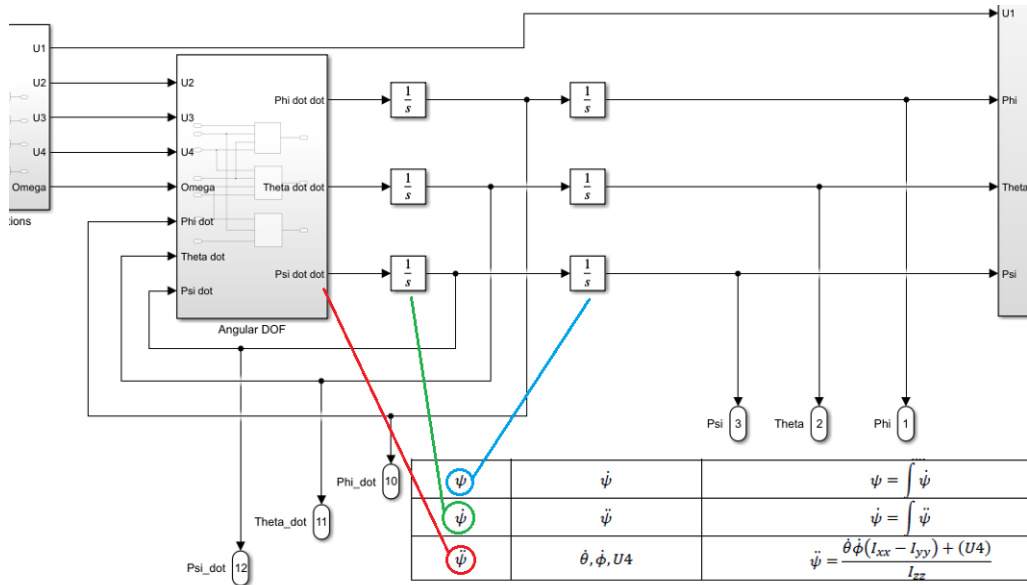 U1
U1
U2
U2
Phi dot dot
1
s
1
s
Phi
U3
U3
U4
U4
Omega
Omega
Theta dot dot
1
s
1
s
Theta
tions
Phi dot
Theta dot
Psi dot dot
1
s
1
s
Psi
Psi dot
Angular DOF
Psi 3
Theta 2
Phi 1
Phi_dot 10
Theta_dot 11
Psi_dot 12
ψ ψ̇ ψ = ∫ ψ̇
ψ̇ ψ̈ ψ̇ = ∫ ψ̈
ψ̈ θ̇, ϕ̇, U4 ψ̈ = θ̇ϕ̇(Ixx − Iyy) + (U4)
Izz